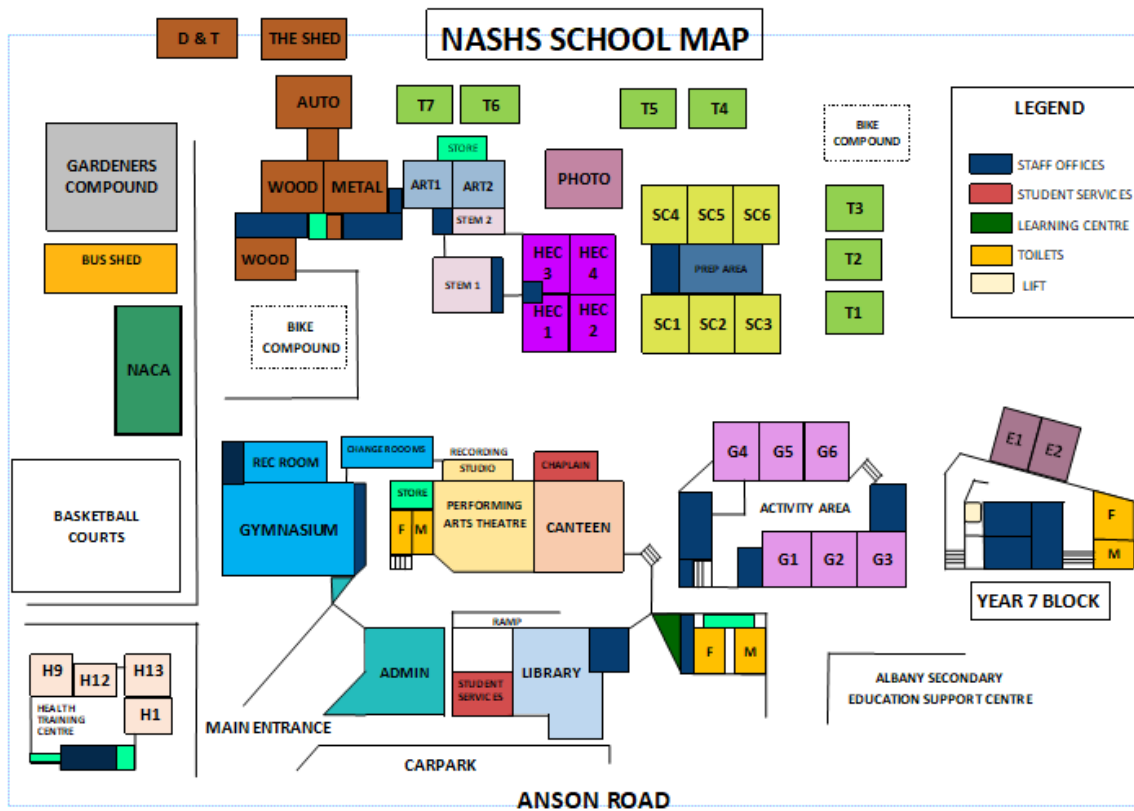 NASHS SCHOOL MAP
D & T
THE SHED
AUTO
T7
T6
T5
T4
BIKE
COMPOUND
LEGEND
STAFF OFFICES
STUDENT SERVICES
LEARNING CENTRE
TOILETS
LIFT
GARDENERS
COMPOUND
BUS SHED
NACA
BASKETBALL
COURTS
WOOD
METAL
WOOD
STORE
ART1
ART2
STEM 2
STEM 1
PHOTO
HEC
3
HEC
4
HEC
1
HEC
2
SC4
SC5
SC6
PREP AREA
SC1
SC2
SC3
T3
T2
T1
BIKE
COMPOUND
REC ROOM
CHANGE ROOOMS
GYMNASIUM
RECORDING
STUDIO
CHAPLAIN
STORE
F
M
PERFORMING
ARTS THEATRE
CANTEEN
G4
G5
G6
ACTIVITY AREA
G1
G2
G3
E1
E2
F
M
YEAR 7 BLOCK
RAMP
ADMIN
STUDENT
SERVICES
LIBRARY
F
M
ALBANY SECONDARY
EDUCATION SUPPORT CENTRE
H9
H12
H13
H1
HEALTH
TRAINING
CENTRE
MAIN ENTRANCE
CARPARK
ANSON ROAD